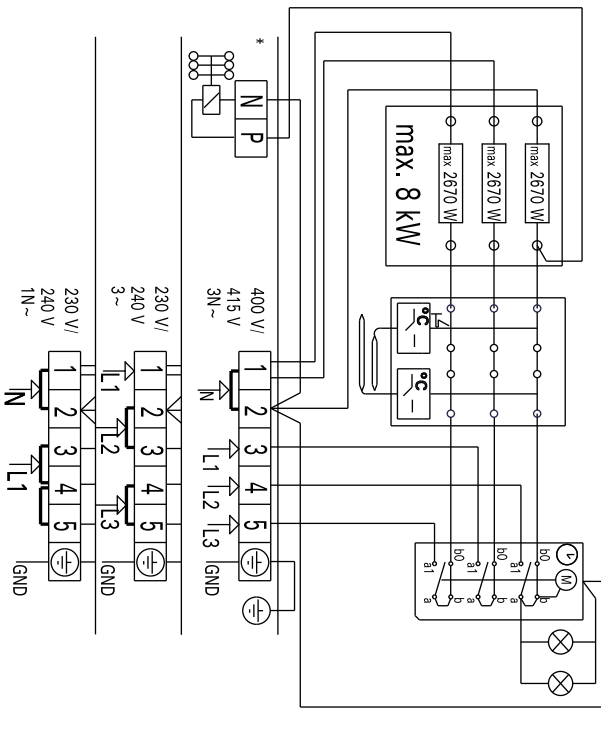 max 2670 W
max 2670 W
max 2670 W
max. 8 kW
°C
°C
1
M
b0 a1 b0 a1 b0 a1
b a b a b a
*
N P
400 V/
415 V
3N~
1 2 3 4 5
N L1 L2 L3 GND
230 V/
240 V
3~
1 2 3 4 5
L1 L2 L3 GND
230 V/
240 V
1N~
1 2 3 4 5
N L1 GND